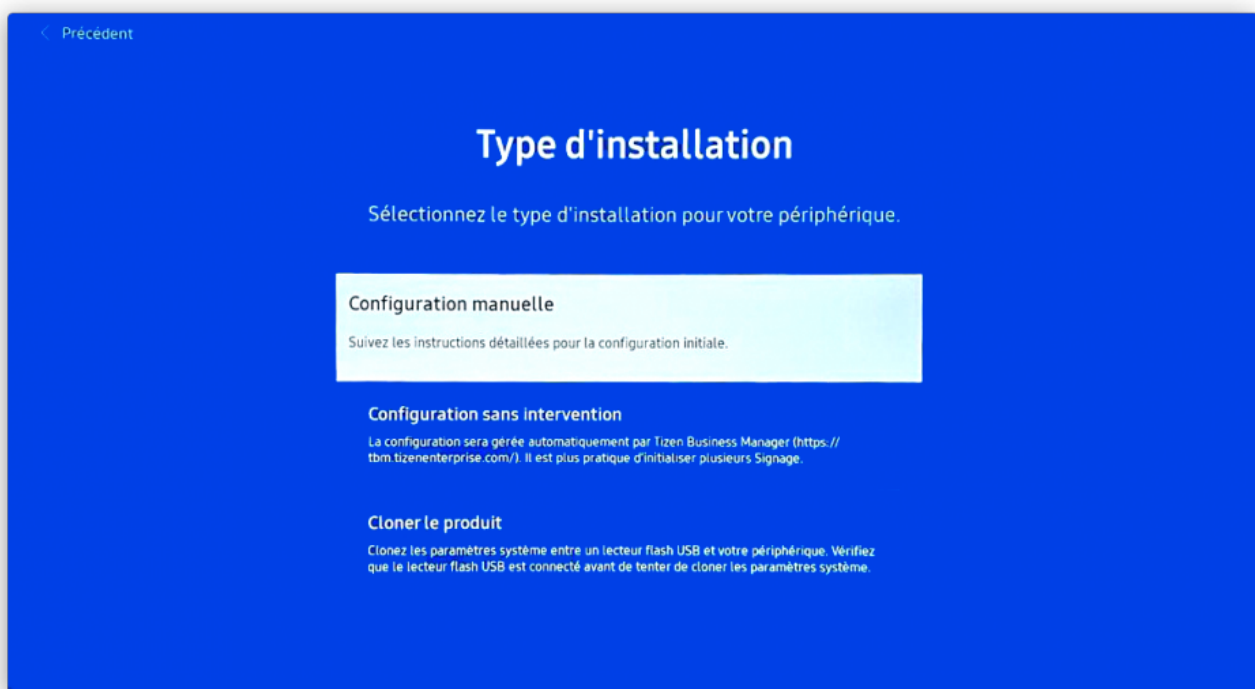 Précédent
Type d'installation
Sélectionnez le type d'installation pour votre périphérique.
Configuration manuelle
Suivez les instructions détaillées pour la configuration initiale.
Configuration sans intervention
La configuration sera gérée automatiquement par Tizen Business Manager (https://
tbm.tizenenterprise.com/). Il est plus pratique d'initialiser plusieurs Signage.
Cloner le produit
Clonez les paramètres système entre un lecteur flash USB et votre périphérique. Vérifiez
que le lecteur flash USB est connecté avant de tenter de cloner les paramètres système.